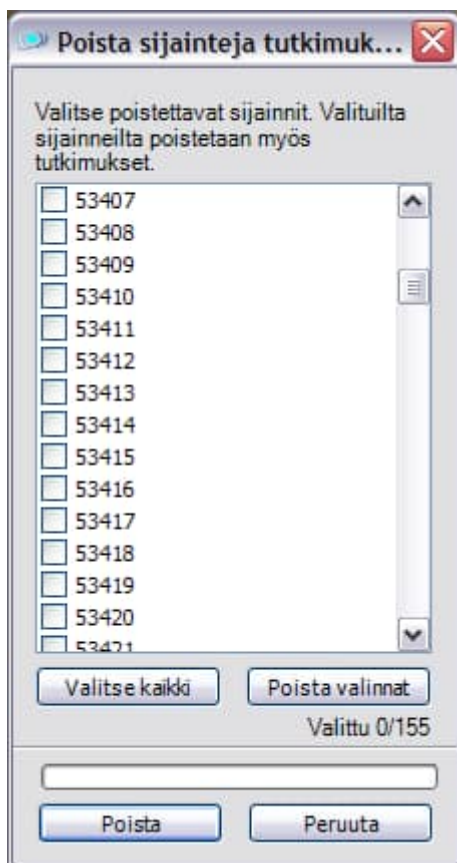 Poista sijainteja tutkimuk...
Valitse poistettavat sijainnit. Valituilta
sijainneilta poistetaan myös
tutkimukset.
53407
53408
53409
53410
53411
53412
53413
53414
53415
53416
53417
53418
53419
53420
53421
Valitse kaikki
Poista valinnat
Valittu 0/155
Poista
Peruuta